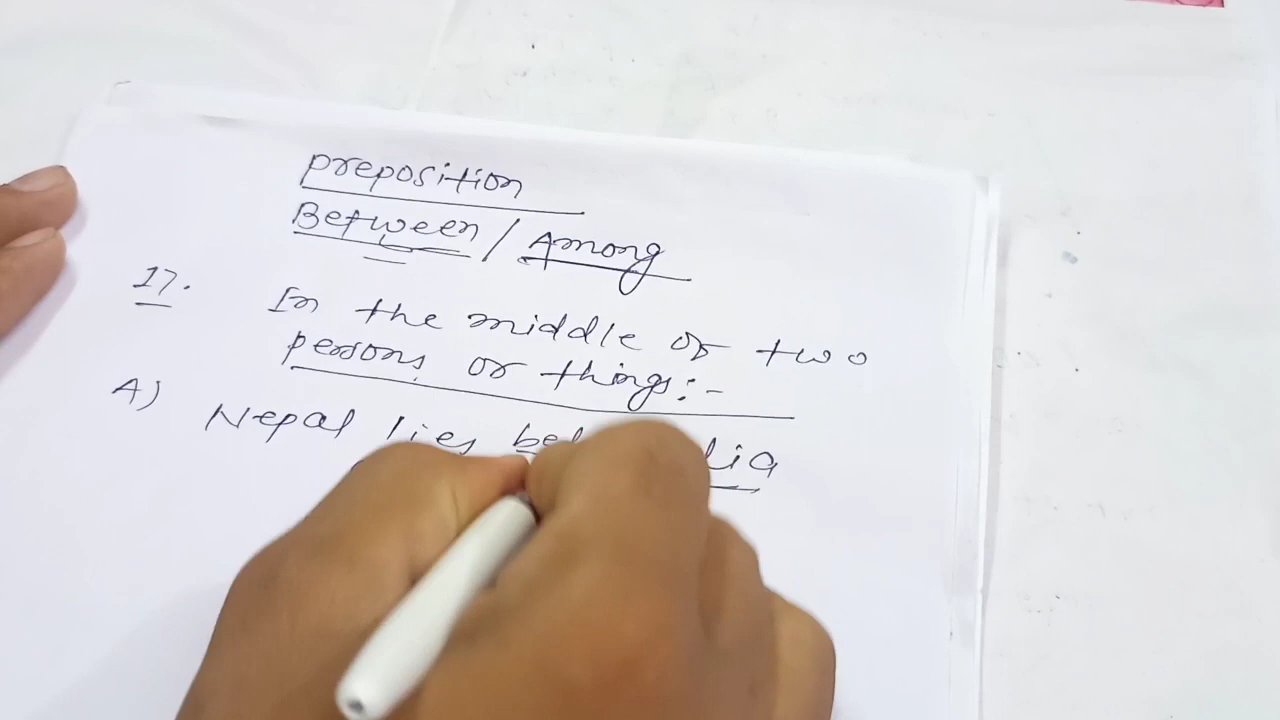 preposition
Between / Among
17. In the middle of two
persons or things:-
A) Nepal lies